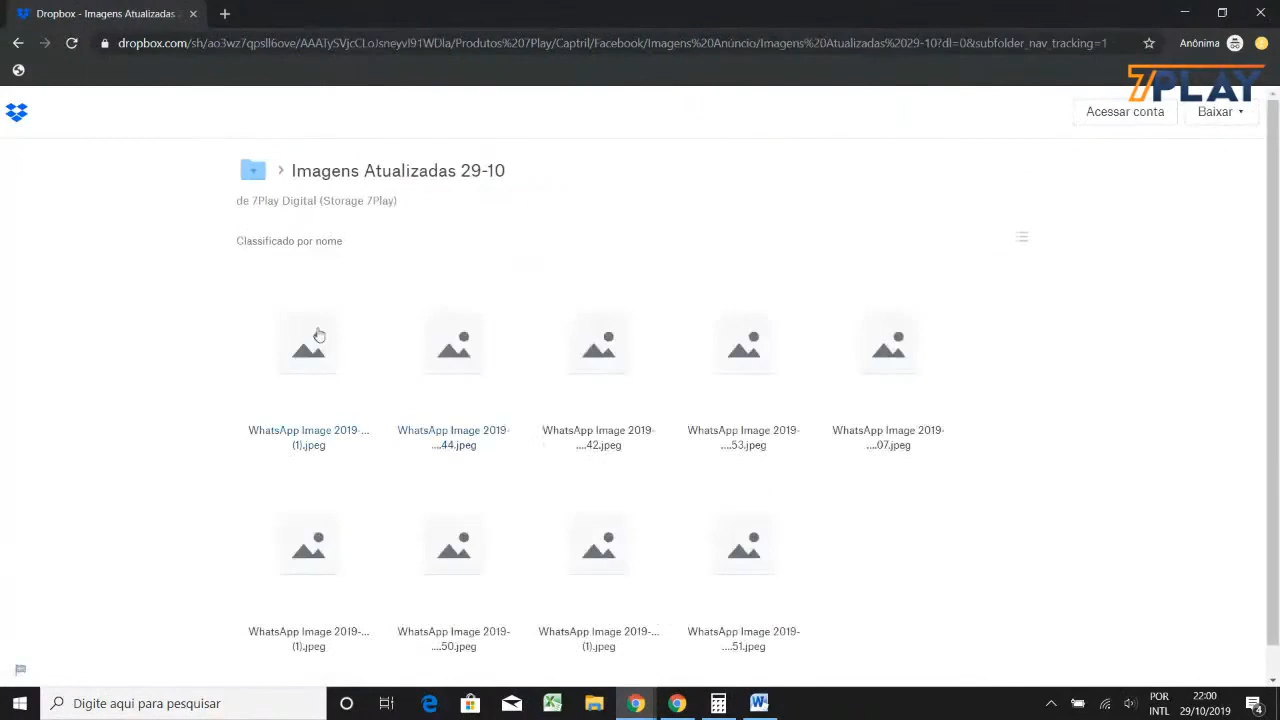 Dropbox - Imagens Atualizadas
dropbox.com/sh/ao3wz7qpsll6ove/AAATySVjcCLoJsneyvI91WDla/Produtos%207Play/Captril/Facebook/Imagens%20Anúncio/Imagens%20Atualizadas%2029-10?dl=0&subfolder_nav_tracking=1
Anônima
7PLAY
Acessar conta
Baixar
Imagens Atualizadas 29-10
de 7Play Digital (Storage 7Play)
Classificado por nome
WhatsApp Image 2019-... WhatsApp Image 2019- WhatsApp Image 2019- WhatsApp Image 2019- WhatsApp Image 2019-
(1).jpeg ....44.jpeg ....42.jpeg ....53.jpeg ....07.jpeg
WhatsApp Image 2019-... WhatsApp Image 2019- WhatsApp Image 2019-... WhatsApp Image 2019-
(1).jpeg ....50.jpeg (1).jpeg ....51.jpeg
Digite aqui para pesquisar
POR
INTL
22:00
29/10/2019
4